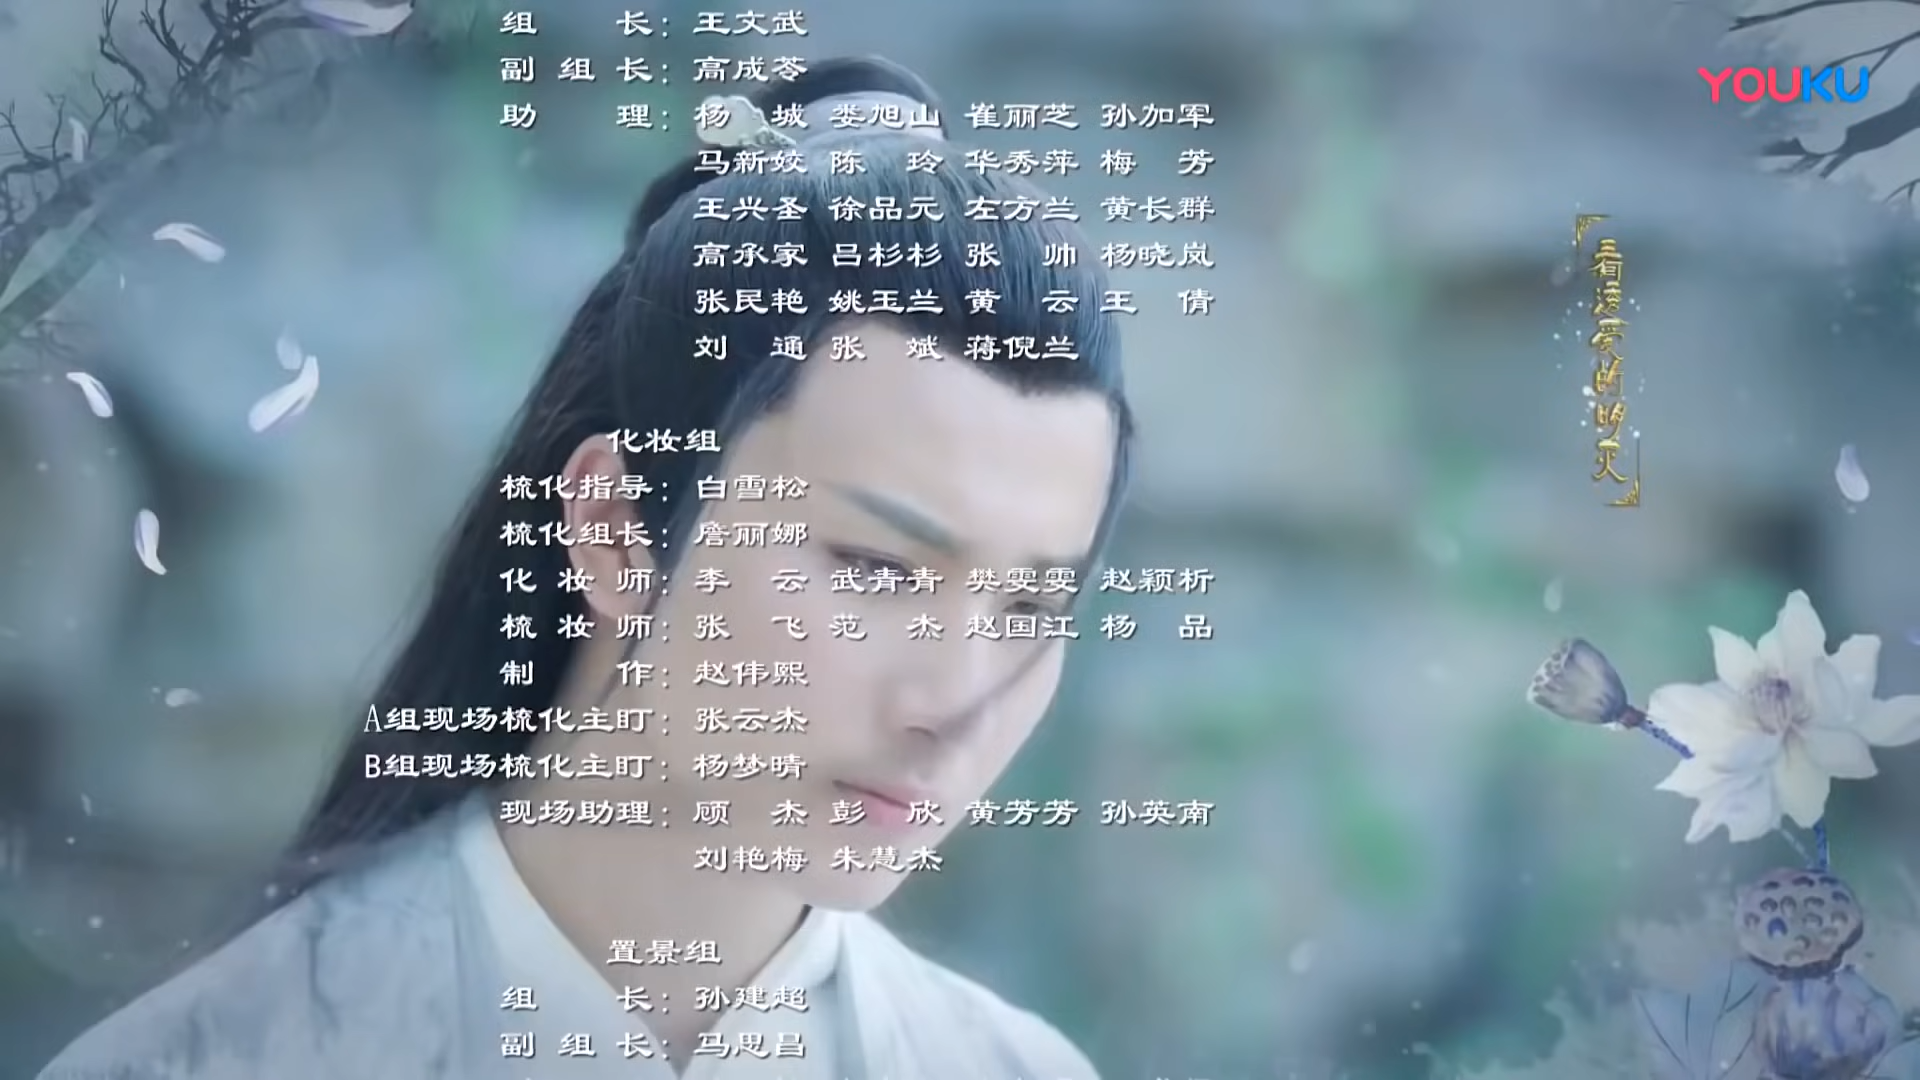 组长：王文武
副组长：高成苓
助理：杨城 娄旭山 崔丽芝 孙加军
马新姣 陈玲 华秀萍 梅芳
王兴圣 徐品元 左方兰 黄长群
高承家 吕杉杉 张帅 杨晓岚
张民艳 姚玉兰 黄云 王倩
刘通 张斌 蒋倪兰
化妆组
梳化指导：白雪松
梳化组长：詹丽娜
化妆师：李云 武青青 樊雯雯 赵颖析
梳妆师：张飞 范杰 赵国江 杨品
制作：赵伟熙
A组现场梳化主盯：张云杰
B组现场梳化主盯：杨梦晴
现场助理：顾杰 彭欣 黄芳芳 孙英南
刘艳梅 朱慧杰
置景组
组长：孙建超
副组长：马思昌
YOUKU